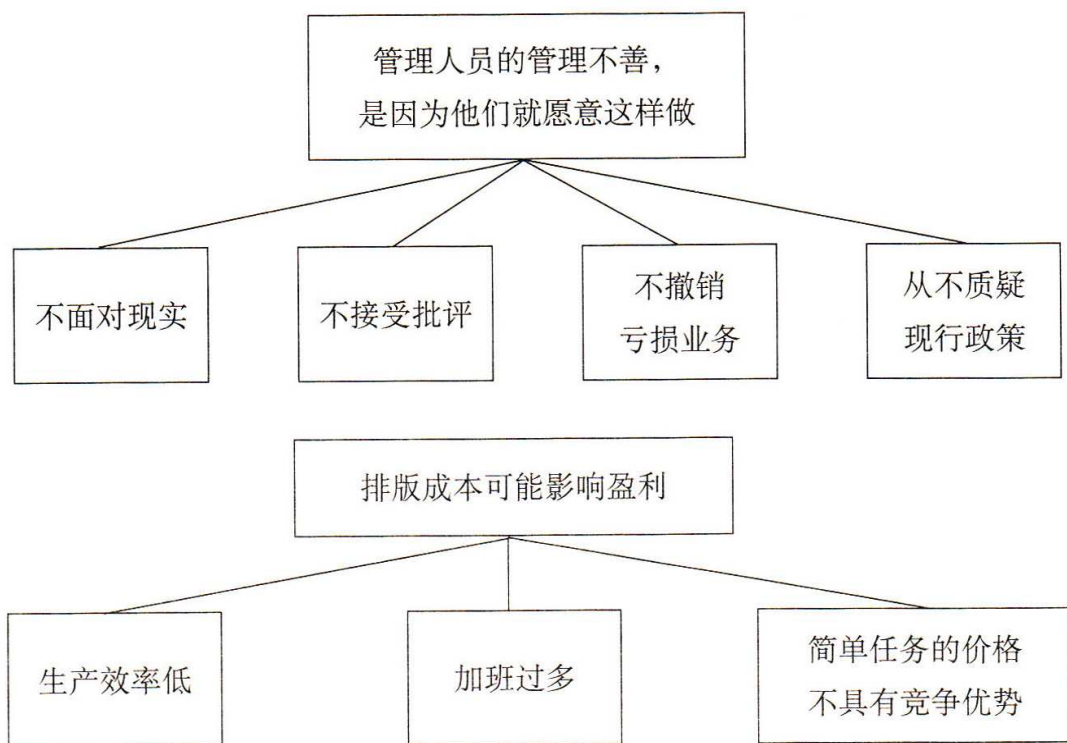 管理人员的管理不善，
是因为他们就愿意这样做
不面对现实
不接受批评
不撤销
亏损业务
从不质疑
现行政策
排版成本可能影响盈利
生产效率低
加班过多
简单任务的价格
不具有竞争优势